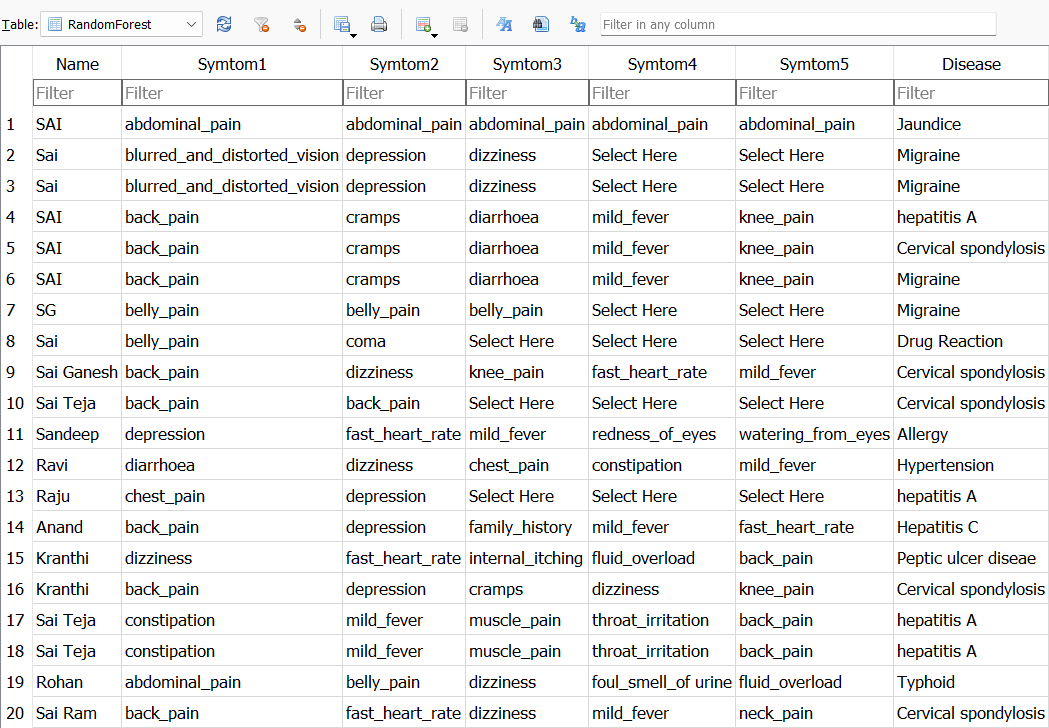 Table: RandomForest Filter in any column
Name Symtom1 Symtom2 Symtom3 Symtom4 Symtom5 Disease
Filter Filter Filter Filter Filter Filter Filter
1 SAI abdominal_pain abdominal_pain abdominal_pain abdominal_pain abdominal_pain Jaundice
2 Sai blurred_and_distorted_vision depression dizziness Select Here Select Here Migraine
3 Sai blurred_and_distorted_vision depression dizziness Select Here Select Here Migraine
4 SAI back_pain cramps diarrhoea mild_fever knee_pain hepatitis A
5 SAI back_pain cramps diarrhoea mild_fever knee_pain Cervical spondylosis
6 SAI back_pain cramps diarrhoea mild_fever knee_pain Migraine
7 SG belly_pain belly_pain belly_pain Select Here Select Here Migraine
8 Sai belly_pain coma Select Here Select Here Select Here Drug Reaction
9 Sai Ganesh back_pain dizziness knee_pain fast_heart_rate mild_fever Cervical spondylosis
10 Sai Teja back_pain back_pain Select Here Select Here Select Here Cervical spondylosis
11 Sandeep depression fast_heart_rate mild_fever redness_of_eyes watering_from_eyes Allergy
12 Ravi diarrhoea dizziness chest_pain constipation mild_fever Hypertension
13 Raju chest_pain depression Select Here Select Here Select Here hepatitis A
14 Anand back_pain depression family_history mild_fever fast_heart_rate Hepatitis C
15 Kranthi dizziness fast_heart_rate internal_itching fluid_overload back_pain Peptic ulcer diseae
16 Kranthi back_pain depression cramps dizziness knee_pain Cervical spondylosis
17 Sai Teja constipation mild_fever muscle_pain throat_irritation back_pain hepatitis A
18 Sai Teja constipation mild_fever muscle_pain throat_irritation back_pain hepatitis A
19 Rohan abdominal_pain belly_pain dizziness foul_smell_of urine fluid_overload Typhoid
20 Sai Ram back_pain fast_heart_rate dizziness mild_fever neck_pain Cervical spondylosis